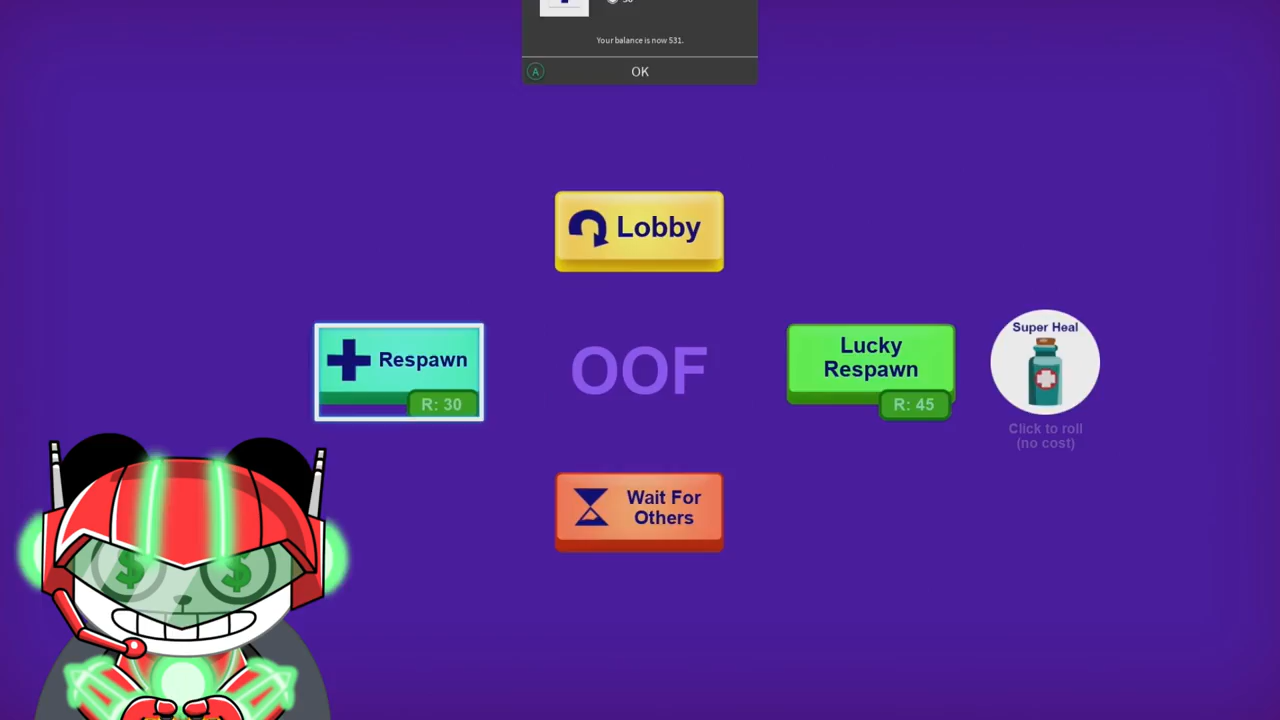 Your balance is now 531.
A
OK
Lobby
Respawn
R: 30
OOF
Lucky
Respawn
R: 45
Super Heal
Click to roll
(no cost)
Wait For
Others
$ $